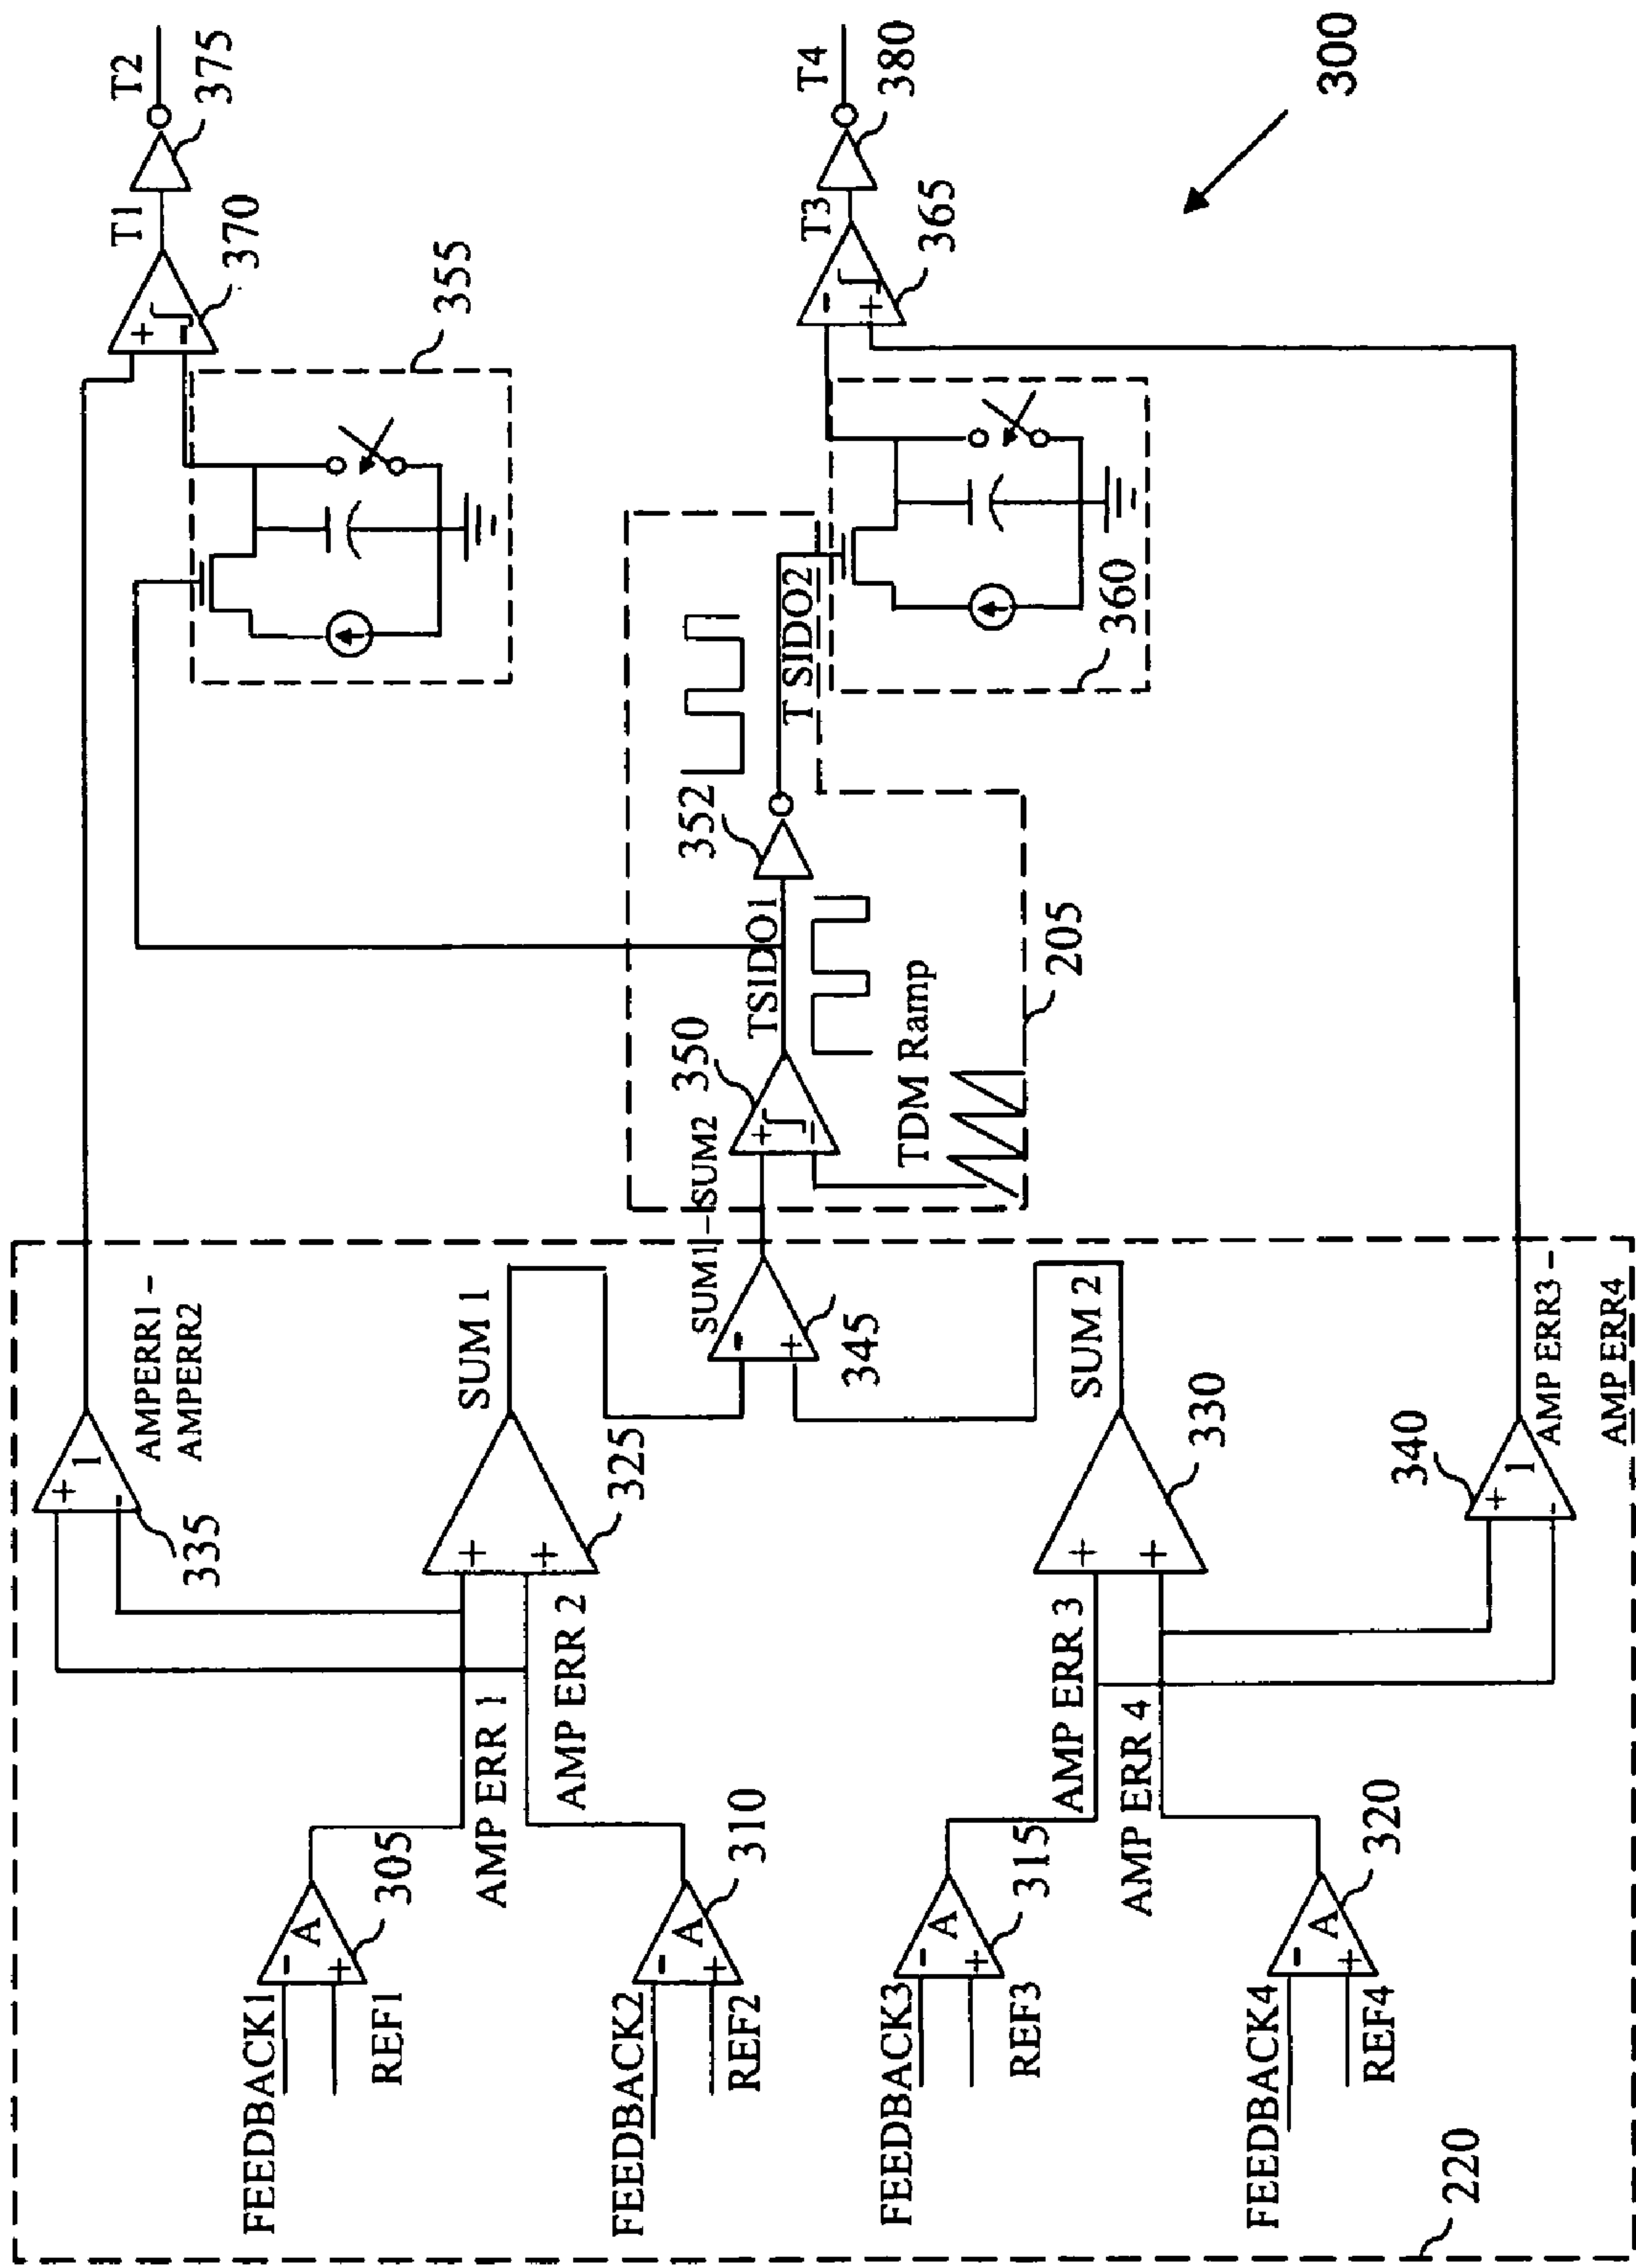 FEEDBACK1
REF1
A
305
FEEDBACK2
REF2
A
310
FEEDBACK3
REF3
A
315
FEEDBACK4
REF4
A
320
220
AMP ERR 1
AMP ERR 2
AMP ERR 3
AMP ERR 4
335
1
AMPERR1 –
AMPERR2
325
SUM 1
330
SUM 2
340
1
AMP ERR3 –
AMP ERR4
345
SUM1 – SUM2
350
TSIDO1
TDM Ramp
205
352
T SIDO2
355
360
370
T1
375
T2
365
T3
380
T4
300